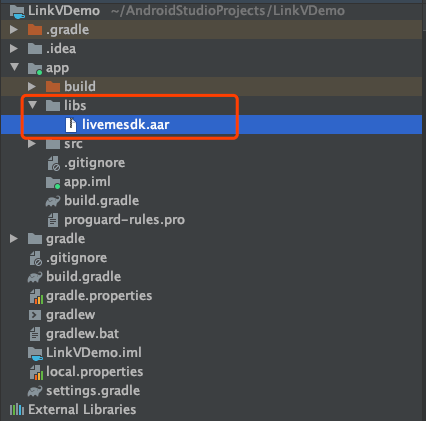 LinkVDemo ~/AndroidStudioProjects/LinkVDemo
.gradle
.idea
app
build
libs
livemesdk.aar
src
.gitignore
app.iml
build.gradle
proguard-rules.pro
gradle
.gitignore
build.gradle
gradle.properties
gradlew
gradlew.bat
LinkVDemo.iml
local.properties
settings.gradle
External Libraries